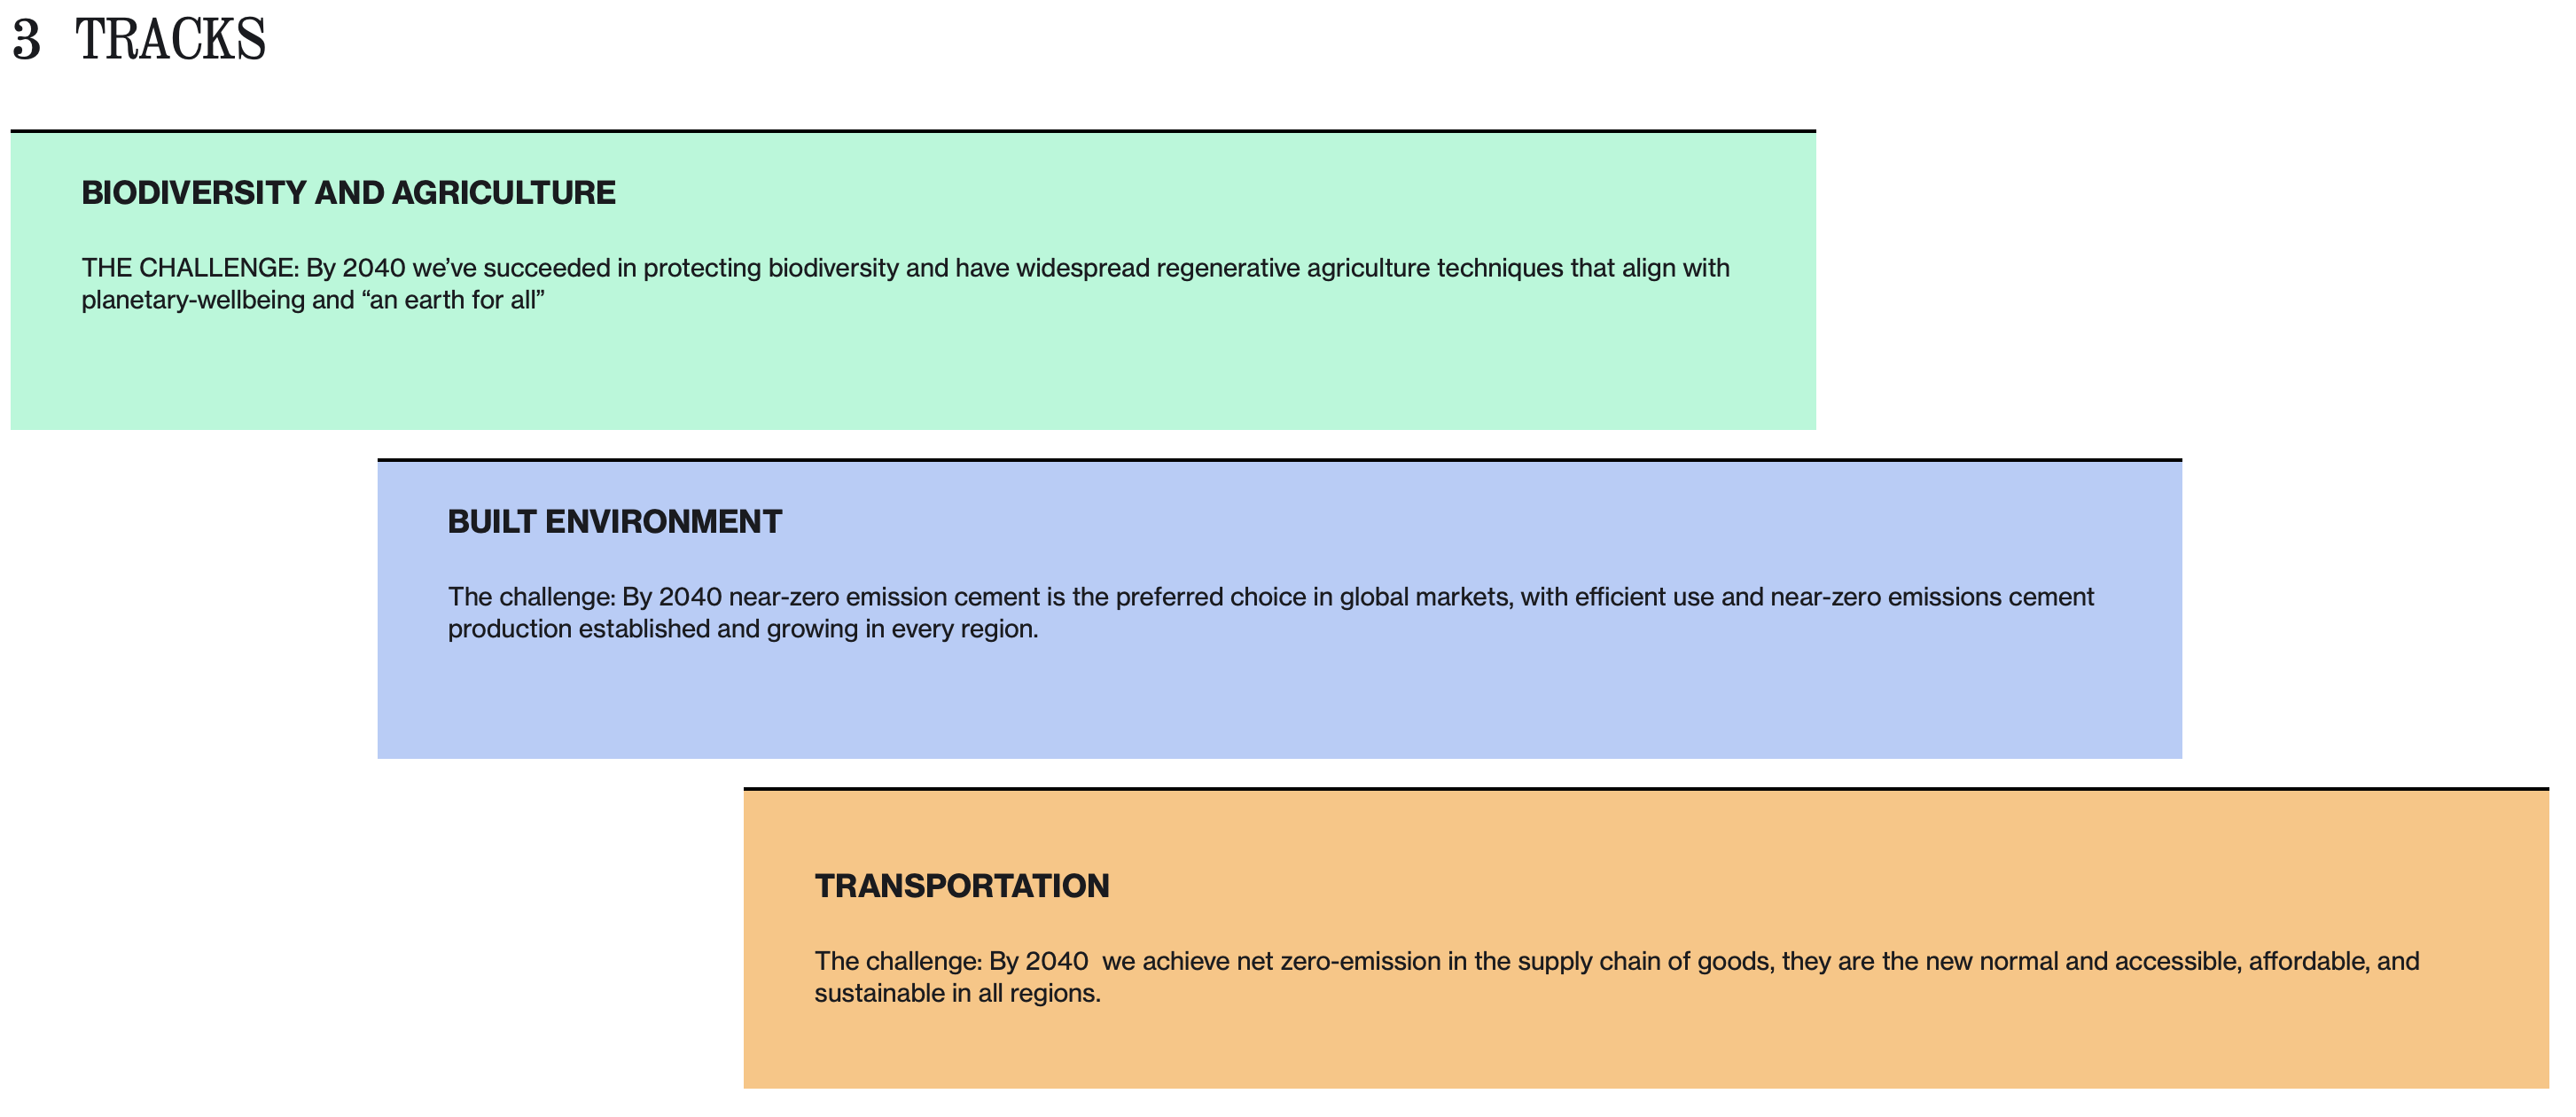 3 TRACKS
BIODIVERSITY AND AGRICULTURE
THE CHALLENGE: By 2040 we’ve succeeded in protecting biodiversity and have widespread regenerative agriculture techniques that align with
planetary-wellbeing and “an earth for all”
BUILT ENVIRONMENT
The challenge: By 2040 near-zero emission cement is the preferred choice in global markets, with efficient use and near-zero emissions cement
production established and growing in every region.
TRANSPORTATION
The challenge: By 2040  we achieve net zero-emission in the supply chain of goods, they are the new normal and accessible, affordable, and
sustainable in all regions.